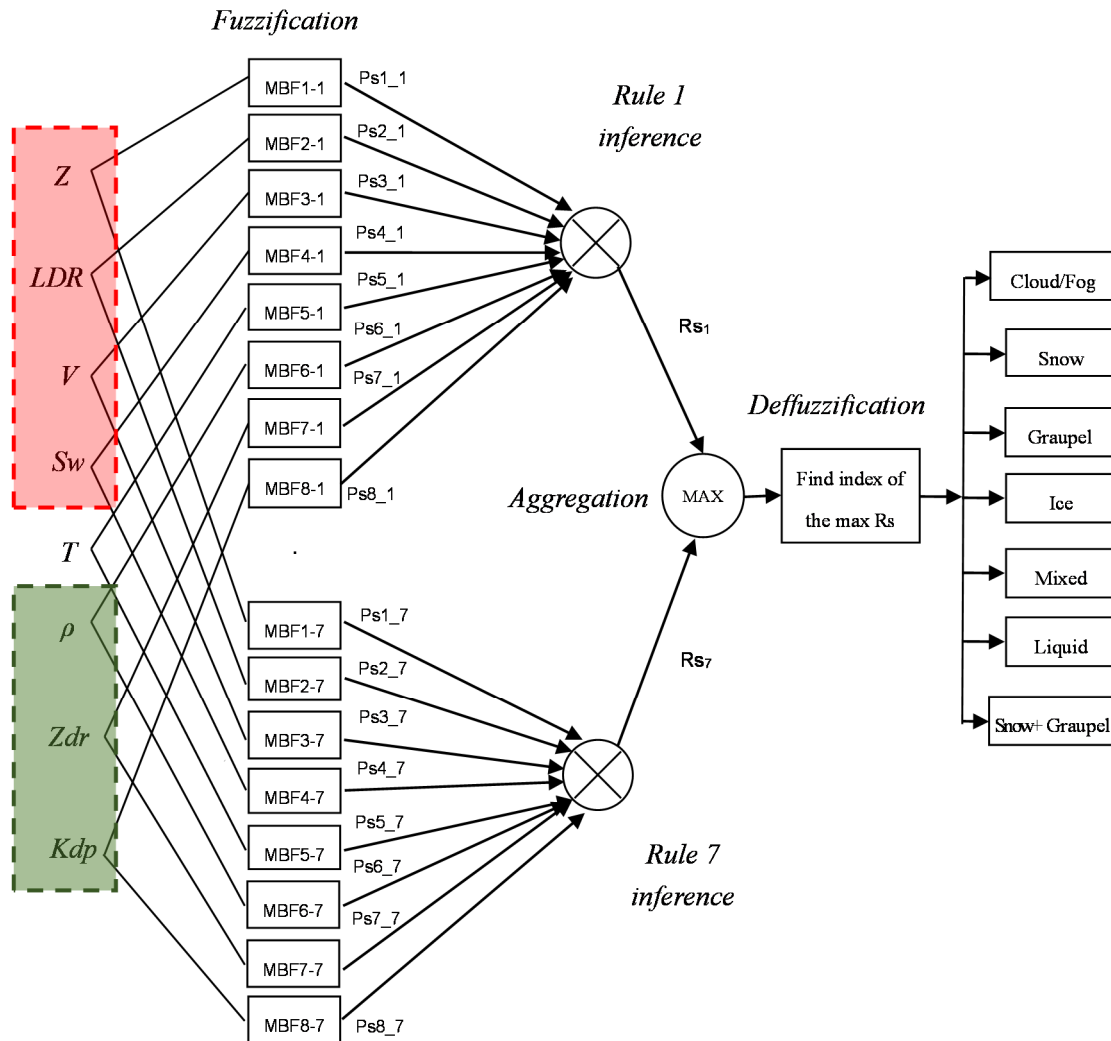 Fuzzification
Z
LDR
V
Sw
T
ρ
Zdr
Kdp
MBF1-1
MBF2-1
MBF3-1
MBF4-1
MBF5-1
MBF6-1
MBF7-1
MBF8-1
.
MBF1-7
MBF2-7
MBF3-7
MBF4-7
MBF5-7
MBF6-7
MBF7-7
MBF8-7
Ps1_1
Ps2_1
Ps3_1
Ps4_1
Ps5_1
Ps6_1
Ps7_1
Ps8_1
Ps1_7
Ps2_7
Ps3_7
Ps4_7
Ps5_7
Ps6_7
Ps7_7
Ps8_7
Rule 1
inference
Rule 7
inference
Rs₁
Rs₇
Aggregation
MAX
Deffuzzification
Find index of
the max Rs
Cloud/Fog
Snow
Graupel
Ice
Mixed
Liquid
Snow+ Graupel